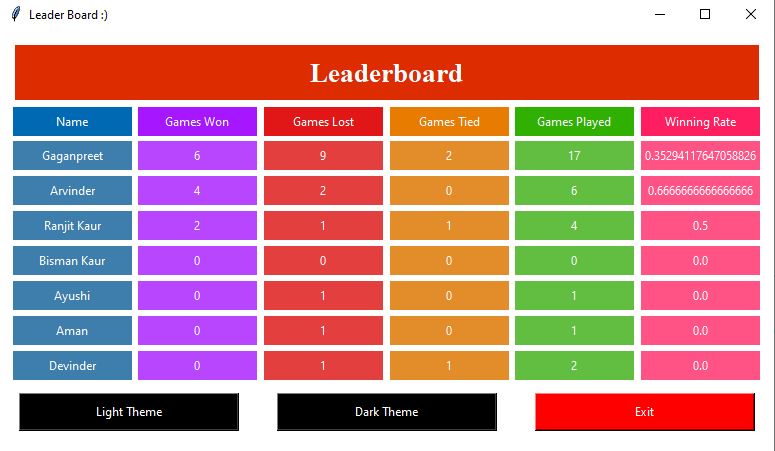 Leader Board :)
Leaderboard
Name Games Won Games Lost Games Tied Games Played Winning Rate
Gaganpreet 6 9 2 17 0.35294117647058826
Arvinder 4 2 0 6 0.6666666666666666
Ranjit Kaur 2 1 1 4 0.5
Bisman Kaur 0 0 0 0 0.0
Ayushi 0 1 0 1 0.0
Aman 0 1 0 1 0.0
Devinder 0 1 1 2 0.0
Light Theme Dark Theme Exit